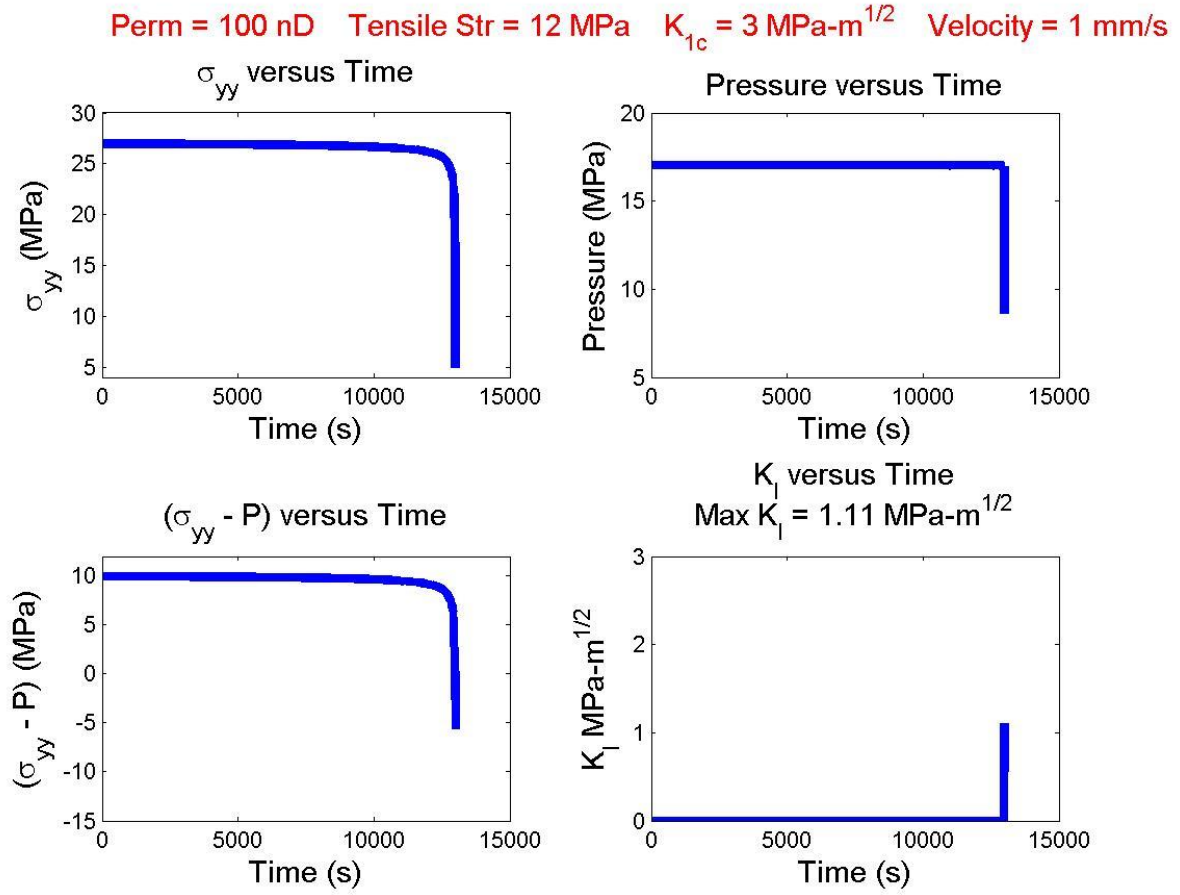 Perm = 100 nD Tensile Str = 12 MPa K1c = 3 MPa-m1/2 Velocity = 1 mm/s
σyy versus Time
30
25
20
15
10
5
σyy (MPa)
0 5000 10000 15000
Time (s)
Pressure versus Time
20
15
10
5
Pressure (MPa)
0 5000 10000 15000
Time (s)
(σyy - P) versus Time
10
5
0
-5
-10
-15
(σyy - P) (MPa)
0 5000 10000 15000
Time (s)
KI versus Time
Max KI = 1.11 MPa-m1/2
3
2
1
0
KI MPa-m1/2
0 5000 10000 15000
Time (s)